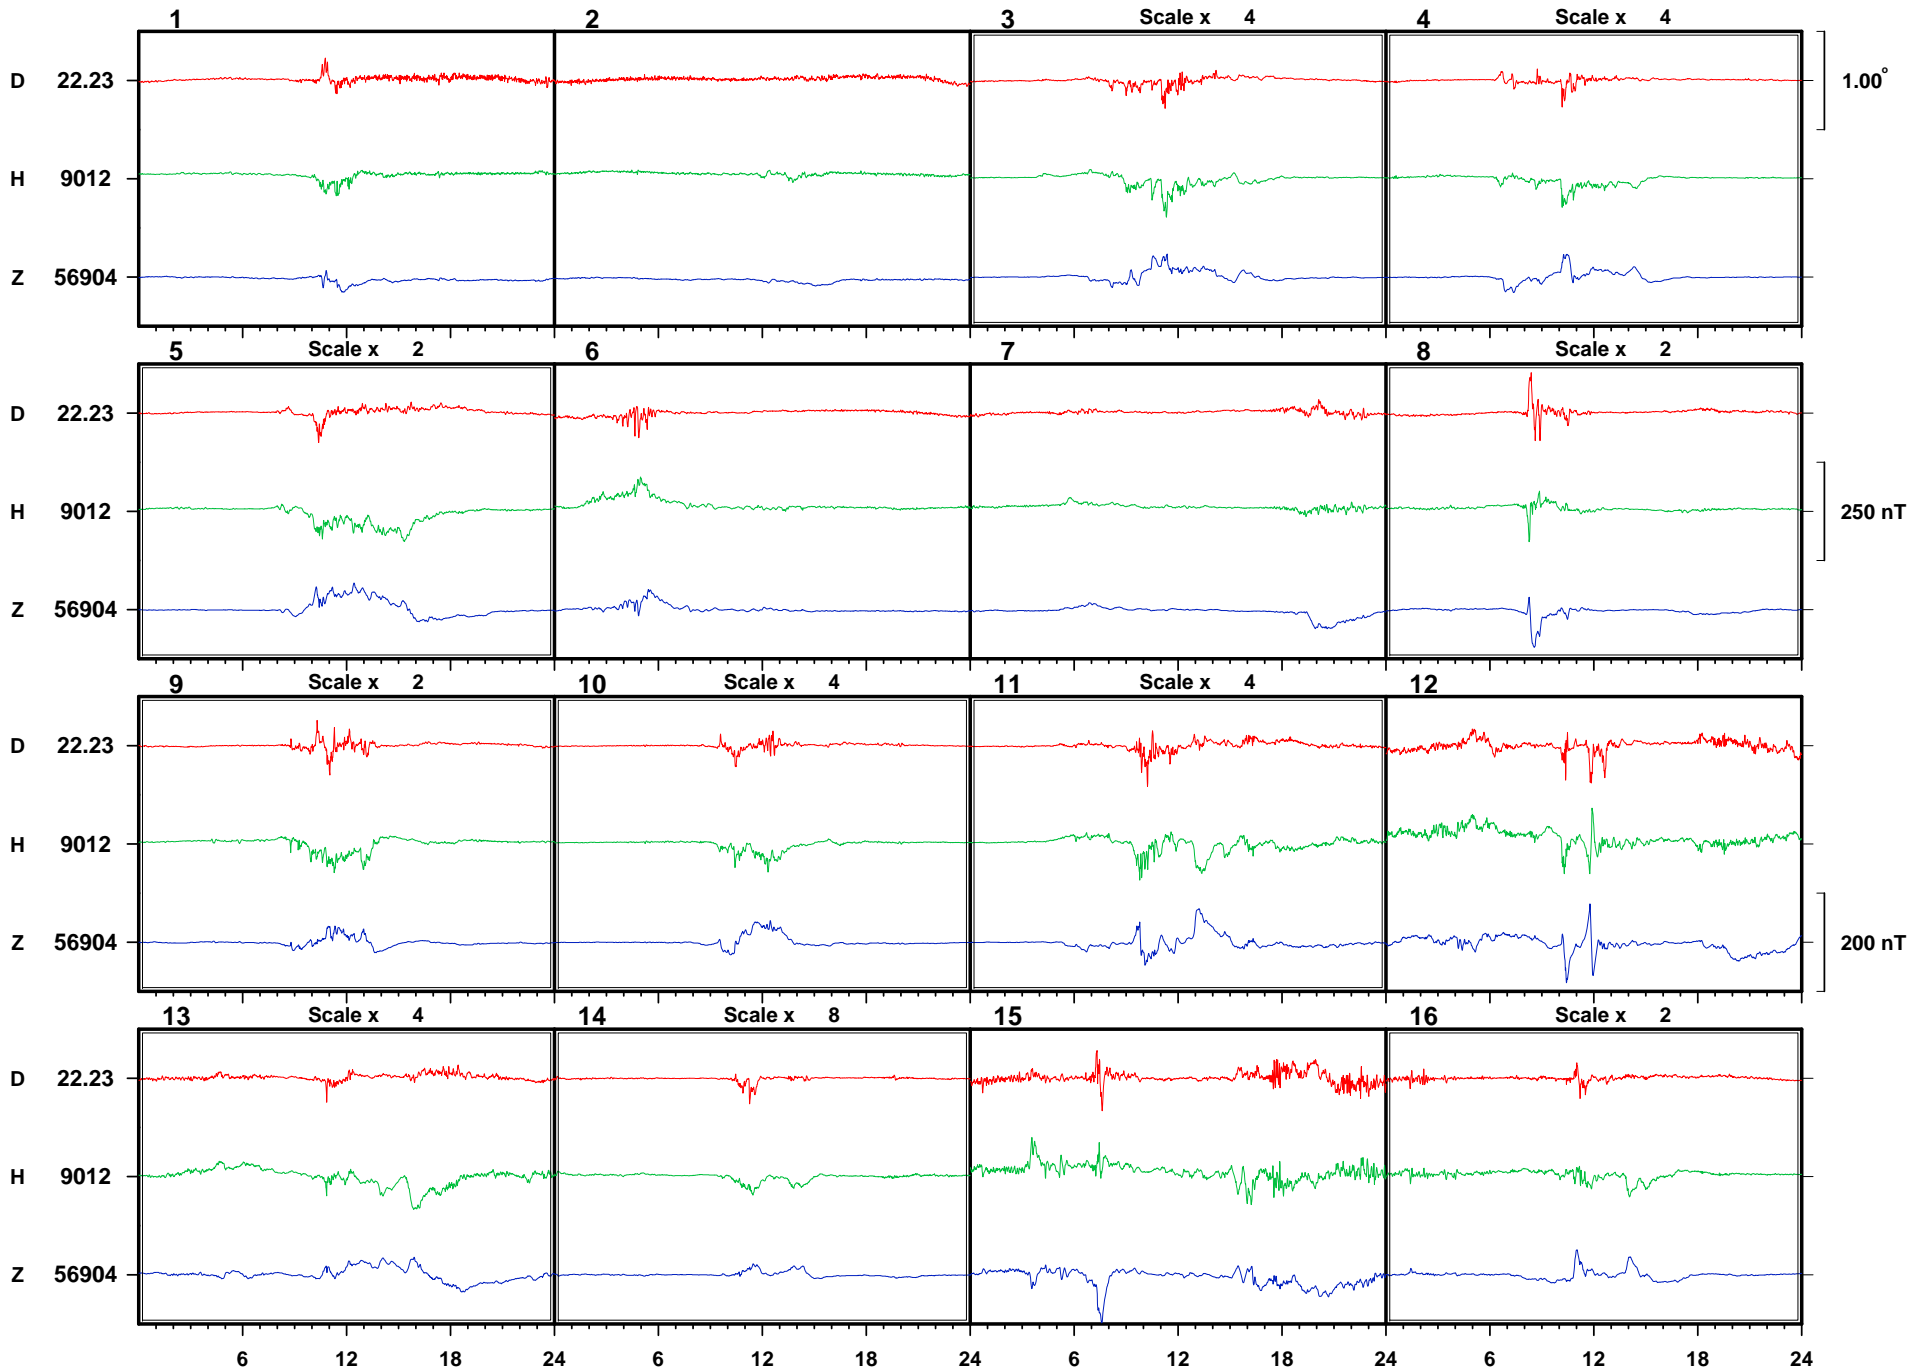 1 2 3 Scale x 4 4 Scale x 4
D 22.23 1.00°
H 9012
Z 56904
5 Scale x 2 6 7 8 Scale x 2
D 22.23
H 9012 250 nT
Z 56904
9 Scale x 2 10 Scale x 4 11 Scale x 4 12
D 22.23
H 9012
Z 56904 200 nT
13 Scale x 4 14 Scale x 8 15 16 Scale x 2
D 22.23
H 9012
Z 56904
6 12 18 24 6 12 18 24 6 12 18 24 6 12 18 24